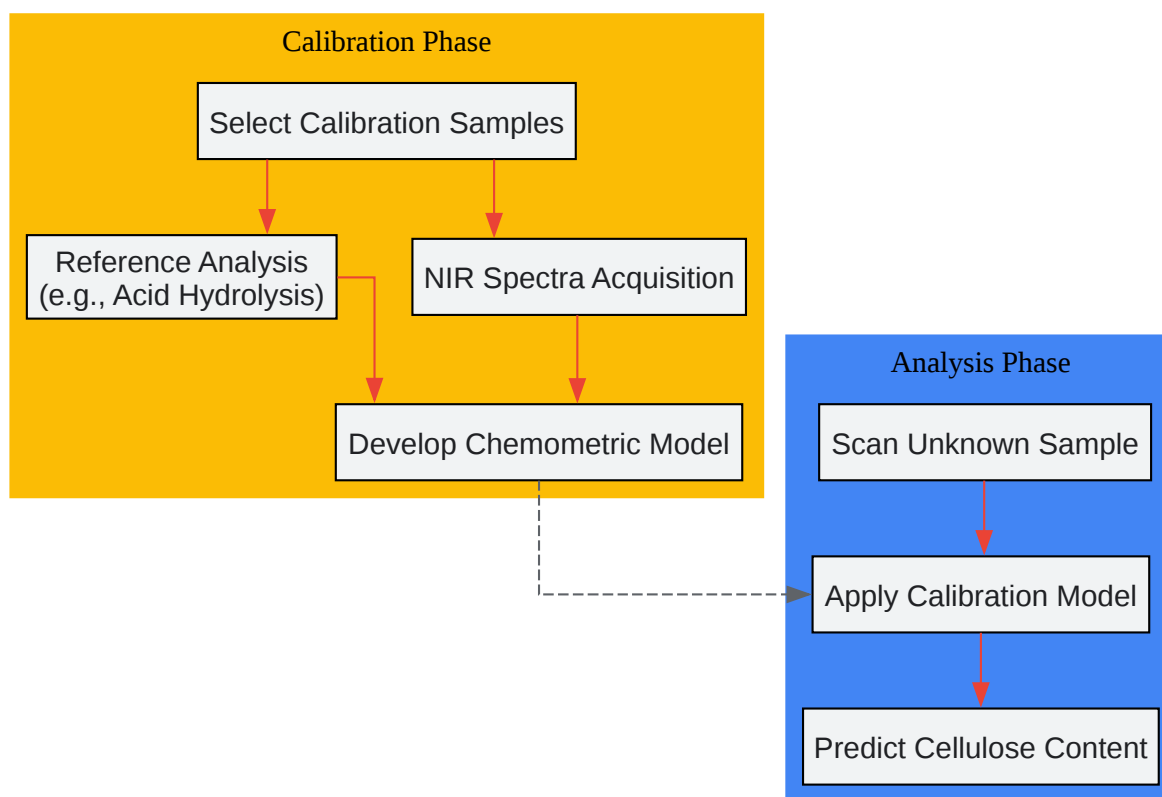 Calibration Phase
Select Calibration Samples
Reference Analysis
(e.g., Acid Hydrolysis)
NIR Spectra Acquisition
Develop Chemometric Model
Analysis Phase
Scan Unknown Sample
Apply Calibration Model
Predict Cellulose Content